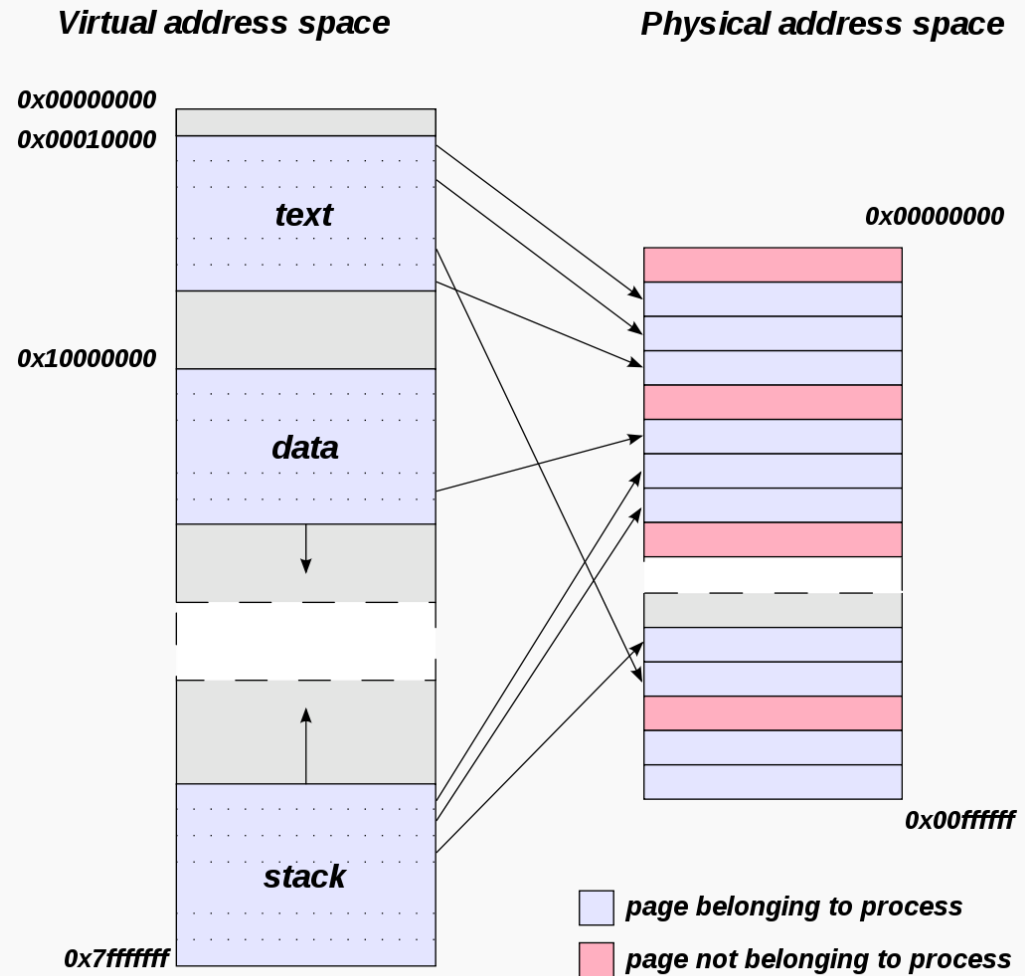 Virtual address space
Physical address space
0x00000000
0x00010000
text
0x00000000
0x10000000
data
stack
0x00ffffff
page belonging to process
0x7fffffff
page not belonging to process